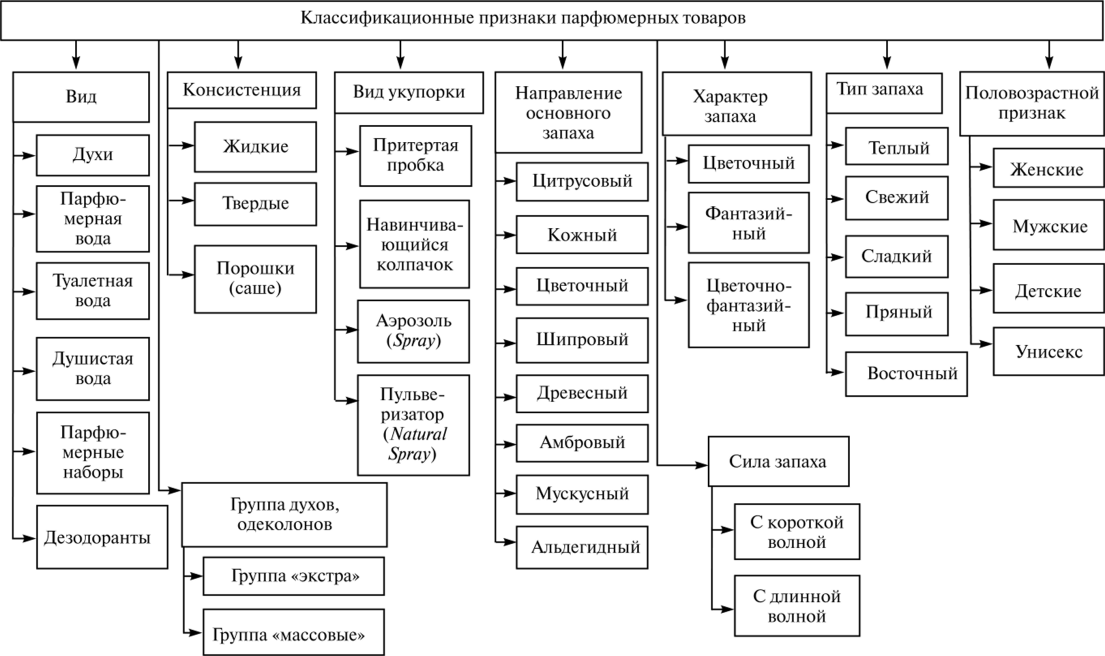 Классификационные признаки парфюмерных товаров
Вид
Духи
Парфю-
мерная
вода
Туалетная
вода
Душистая
вода
Парфю-
мерные
наборы
Дезодоранты
Консистенция
Жидкие
Твердые
Порошки
(саше)
Группа духов,
одеколонов
Группа «экстра»
Группа «массовые»
Вид укупорки
Притертая
пробка
Навинчива-
ющийся
колпачок
Аэрозоль
(Spray)
Пульве-
ризатор
(Natural
Spray)
Направление
основного
запаха
Цитрусовый
Кожный
Цветочный
Шипровый
Древесный
Амбровый
Мускусный
Альдегидный
Характер
запаха
Цветочный
Фантазий-
ный
Цветочно-
фантазий-
ный
Сила запаха
С короткой
волной
С длинной
волной
Тип запаха
Теплый
Свежий
Сладкий
Пряный
Восточный
Половозрастной
признак
Женские
Мужские
Детские
Унисекс